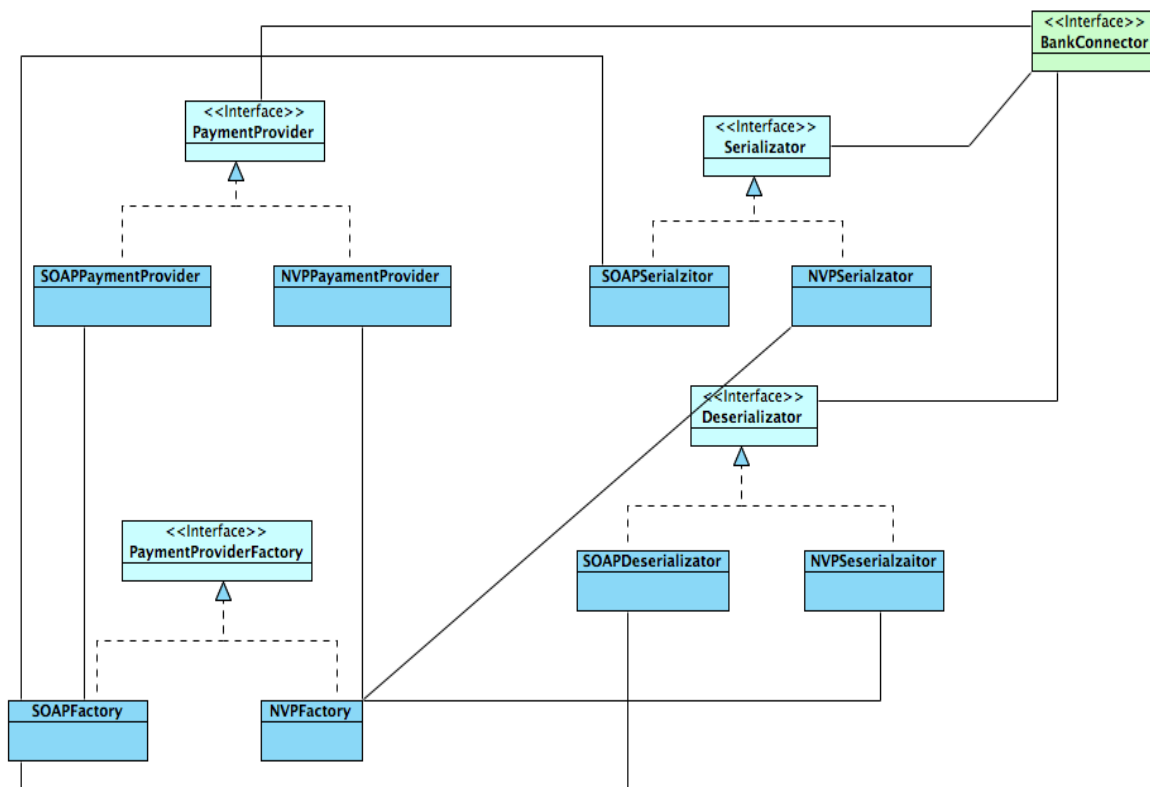 <<Interface>>
BankConnector
<<Interface>>
PaymentProvider
<<Interface>>
Serializator
SOAPPaymentProvider
NVPPayamentProvider
SOAPSerialzitor
NVPSerialzator
<<Interface>>
Deserializator
<<Interface>>
PaymentProviderFactory
SOAPDeserializator
NVPSeserialzaitor
SOAPFactory
NVPFactory